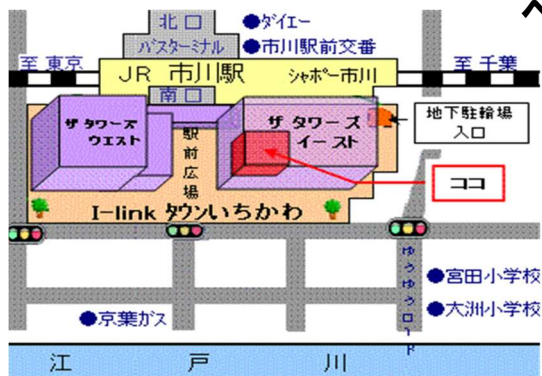 北口
●ダイエー
バスターミナル
●市川駅前交番
至 東京
JR 市川駅
シャポー市川
至 千葉
南口
ザ タワーズ
ウエスト
駅前広場
ザ タワーズ
イースト
地下駐輪場
入口
ココ
I-link タウンいちかわ
ゆうゆうロード
●宮田小学校
●大洲小学校
●京葉ガス
江戸川